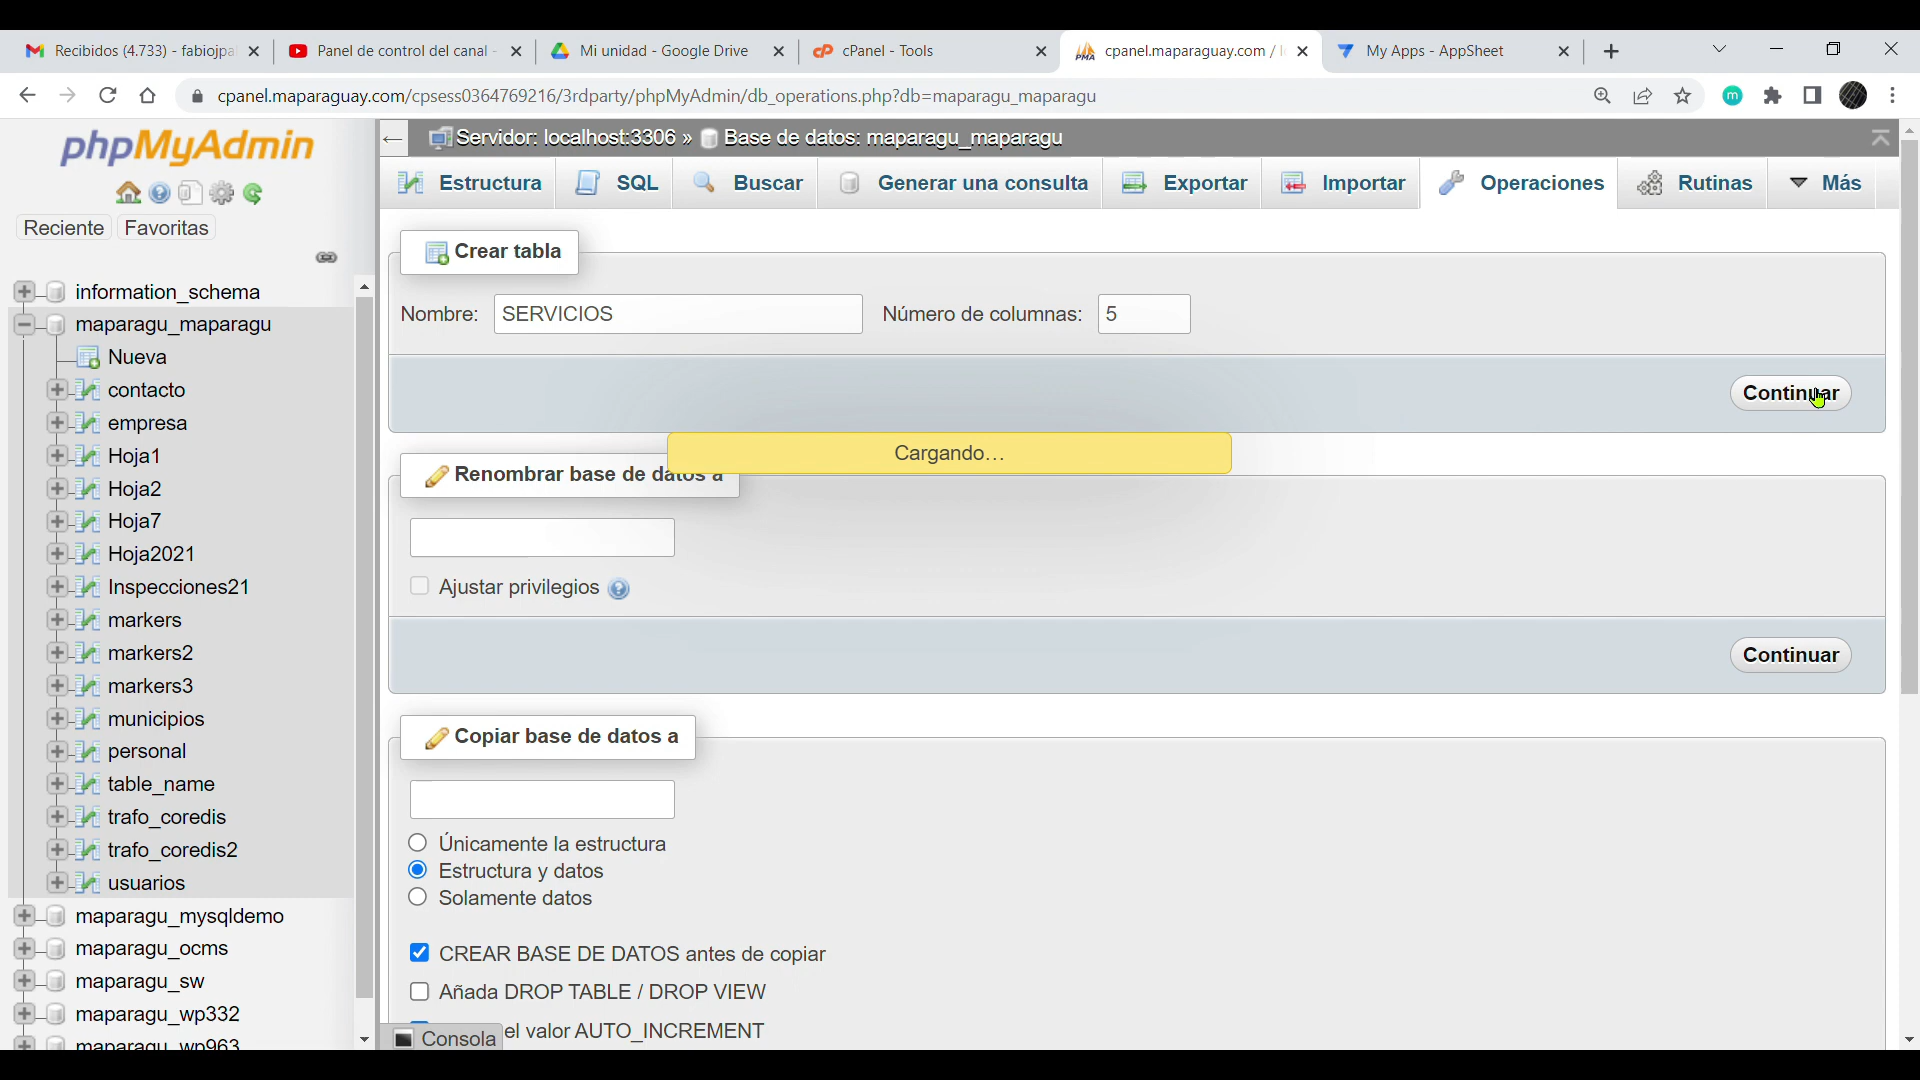 Recibidos (4.733) - fabiojpa
Panel de control del canal -
Mi unidad - Google Drive
cPanel - Tools
cpanel.maparaguay.com / l
My Apps - AppSheet
cpanel.maparaguay.com/cpsess0364769216/3rdparty/phpMyAdmin/db_operations.php?db=maparagu_maparagu
phpMyAdmin
Reciente
Favoritas
information_schema
maparagu_maparagu
Nueva
contacto
empresa
Hoja1
Hoja2
Hoja7
Hoja2021
Inspecciones21
markers
markers2
markers3
municipios
personal
table_name
trafo_coredis
trafo_coredis2
usuarios
maparagu_mysqldemo
maparagu_ocms
maparagu_sw
maparagu_wp332
maparagu_wp963
Servidor: localhost:3306 » Base de datos: maparagu_maparagu
Estructura
SQL
Buscar
Generar una consulta
Exportar
Importar
Operaciones
Rutinas
Más
Crear tabla
Nombre: SERVICIOS Número de columnas: 5
Continuar
Cargando…
Renombrar base de datos a
Ajustar privilegios
Continuar
Copiar base de datos a
Únicamente la estructura
Estructura y datos
Solamente datos
CREAR BASE DE DATOS antes de copiar
Añada DROP TABLE / DROP VIEW
el valor AUTO_INCREMENT
Consola